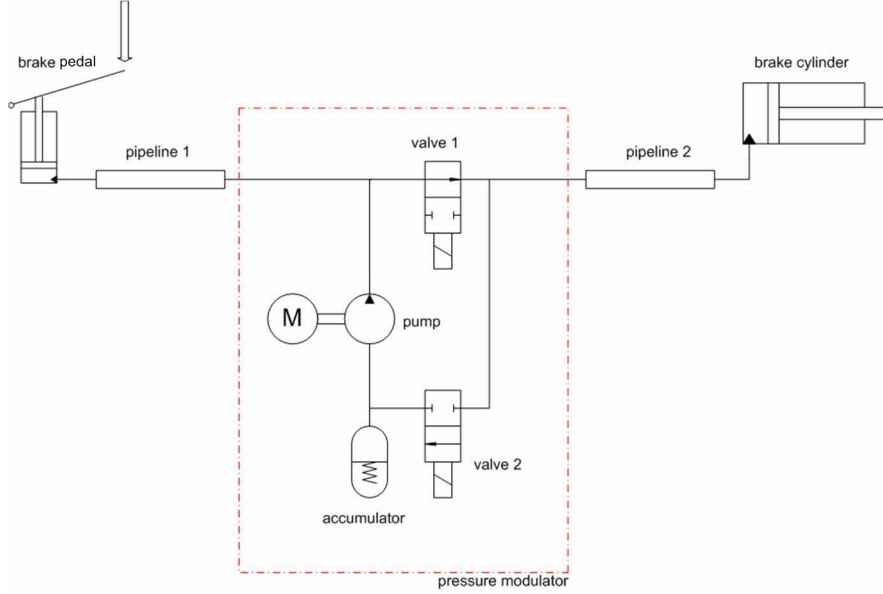 brake pedal
brake cylinder
pipeline 1
valve 1
pipeline 2
M
pump
valve 2
accumulator
pressure modulator